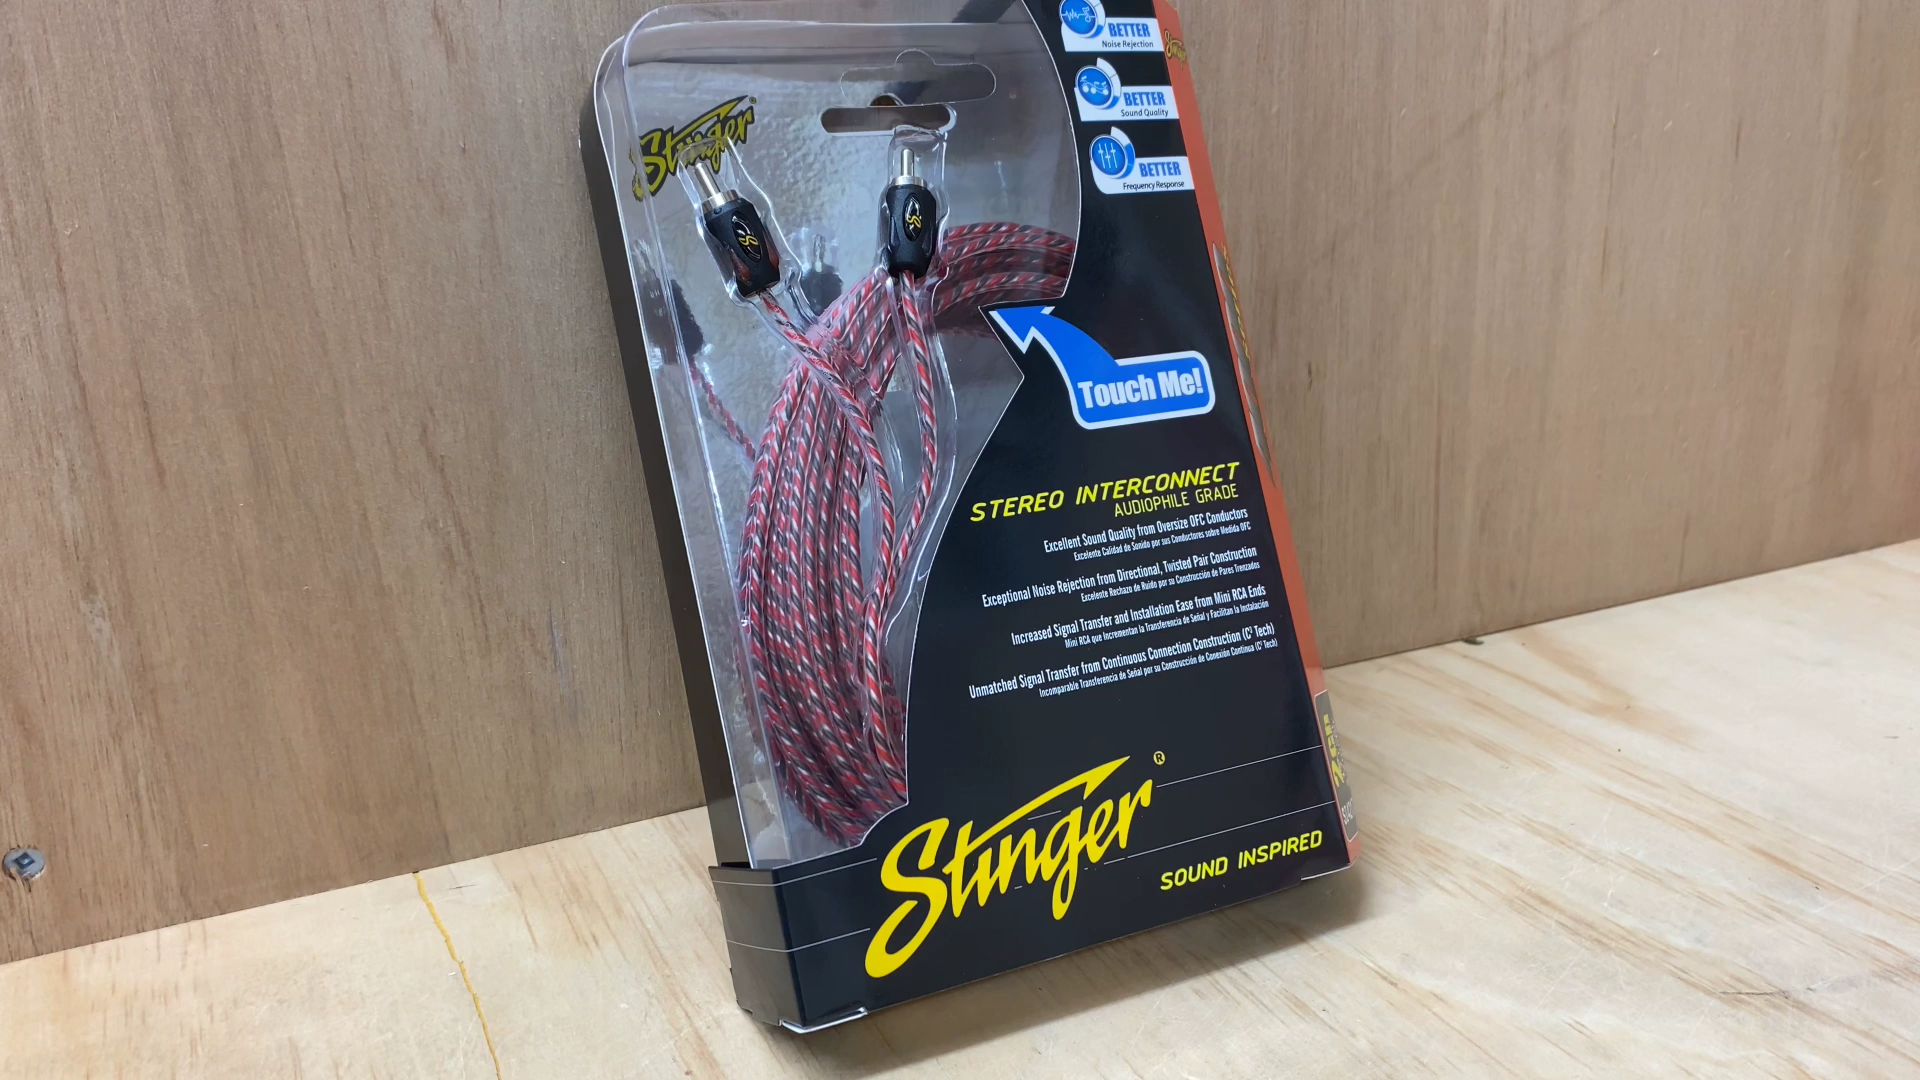 BETTER
Noise Rejection
BETTER
Sound Quality
BETTER
Frequency Response
Stinger
Stinger®
Touch Me!
STEREO INTERCONNECT
AUDIOPHILE GRADE
Excellent Sound Quality from Oversize OFC Conductors
Excelente Calidad de Sonido por sus Conductores sobre Medida OFC
Exceptional Noise Rejection from Directional, Twisted Pair Construction
Excelente Rechazo de Ruido por su Construcción de Pares Trenzados
Increased Signal Transfer and Installation Ease from Mini RCA Ends
Mini RCA que Incrementan la Transferencia de Señal y Facilitan la Instalación
Unmatched Signal Transfer from Continuous Connection Construction (C³ Tech)
Incomparable Transferencia de Señal por su Construcción de Conexión Continua (C³ Tech)
Stinger®
SOUND INSPIRED